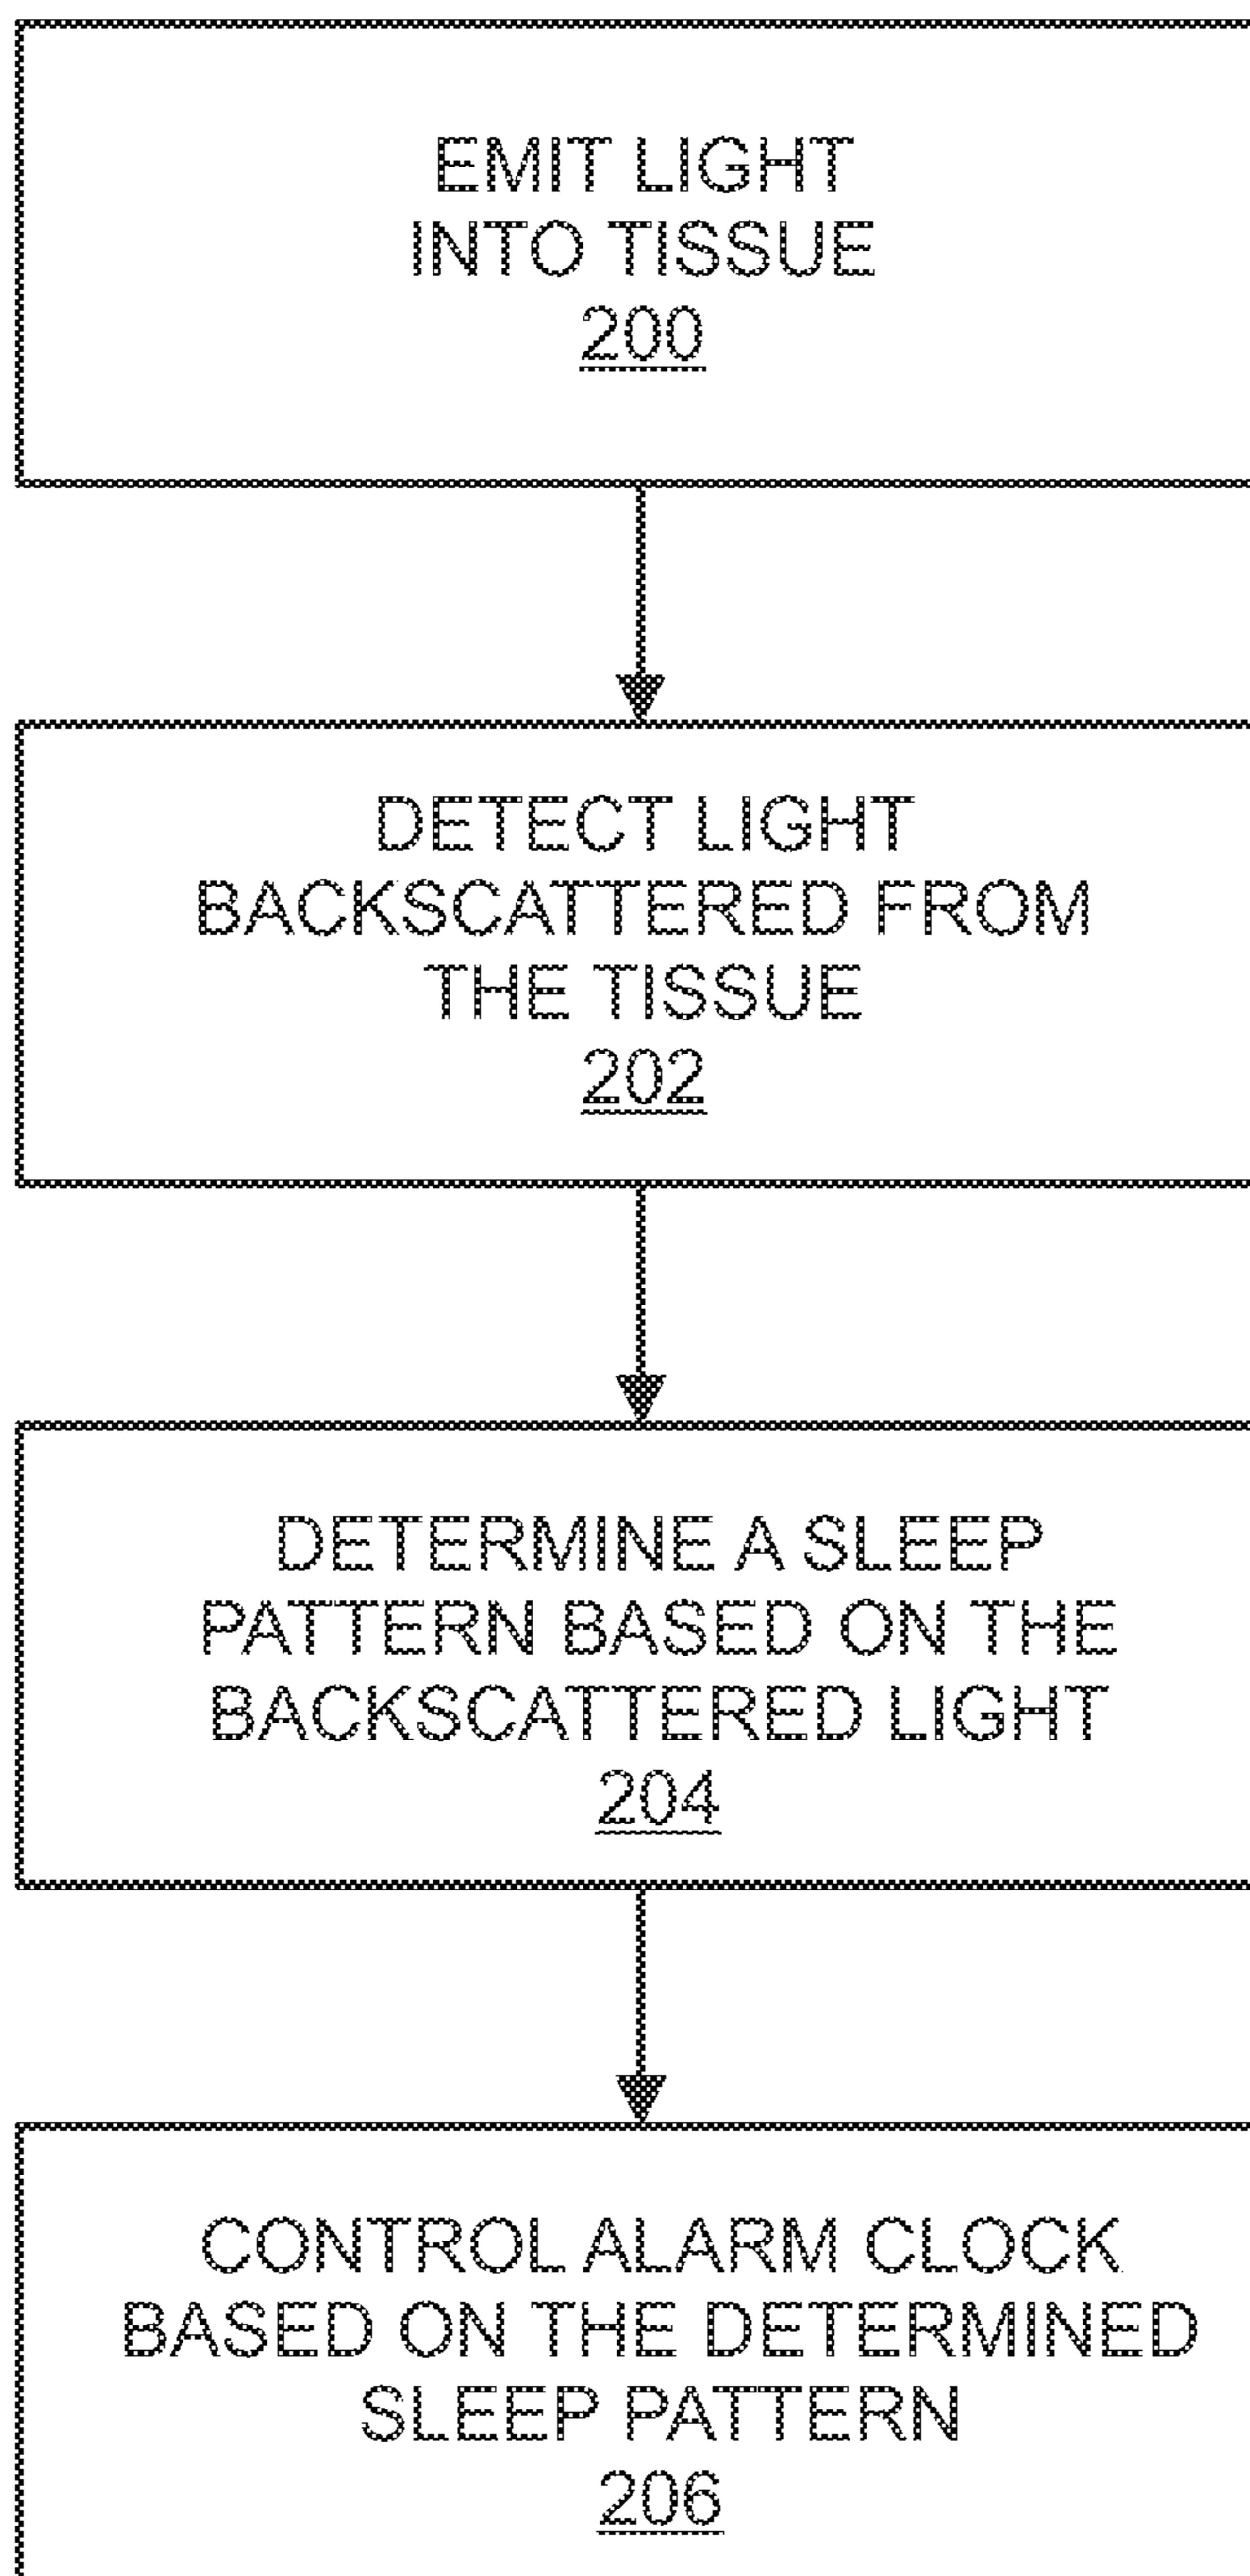 EMIT LIGHT
INTO TISSUE
200
DETECT LIGHT
BACKSCATTERED FROM
THE TISSUE
202
DETERMINE A SLEEP
PATTERN BASED ON THE
BACKSCATTERED LIGHT
204
CONTROL ALARM CLOCK
BASED ON THE DETERMINED
SLEEP PATTERN
206